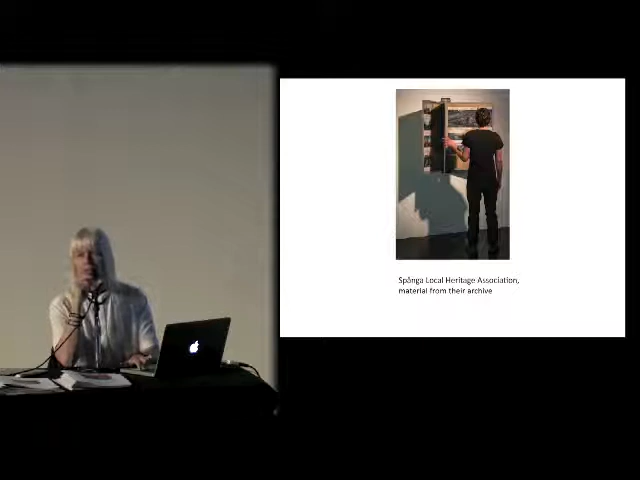 Spånga Local Heritage Association,
material from their archive